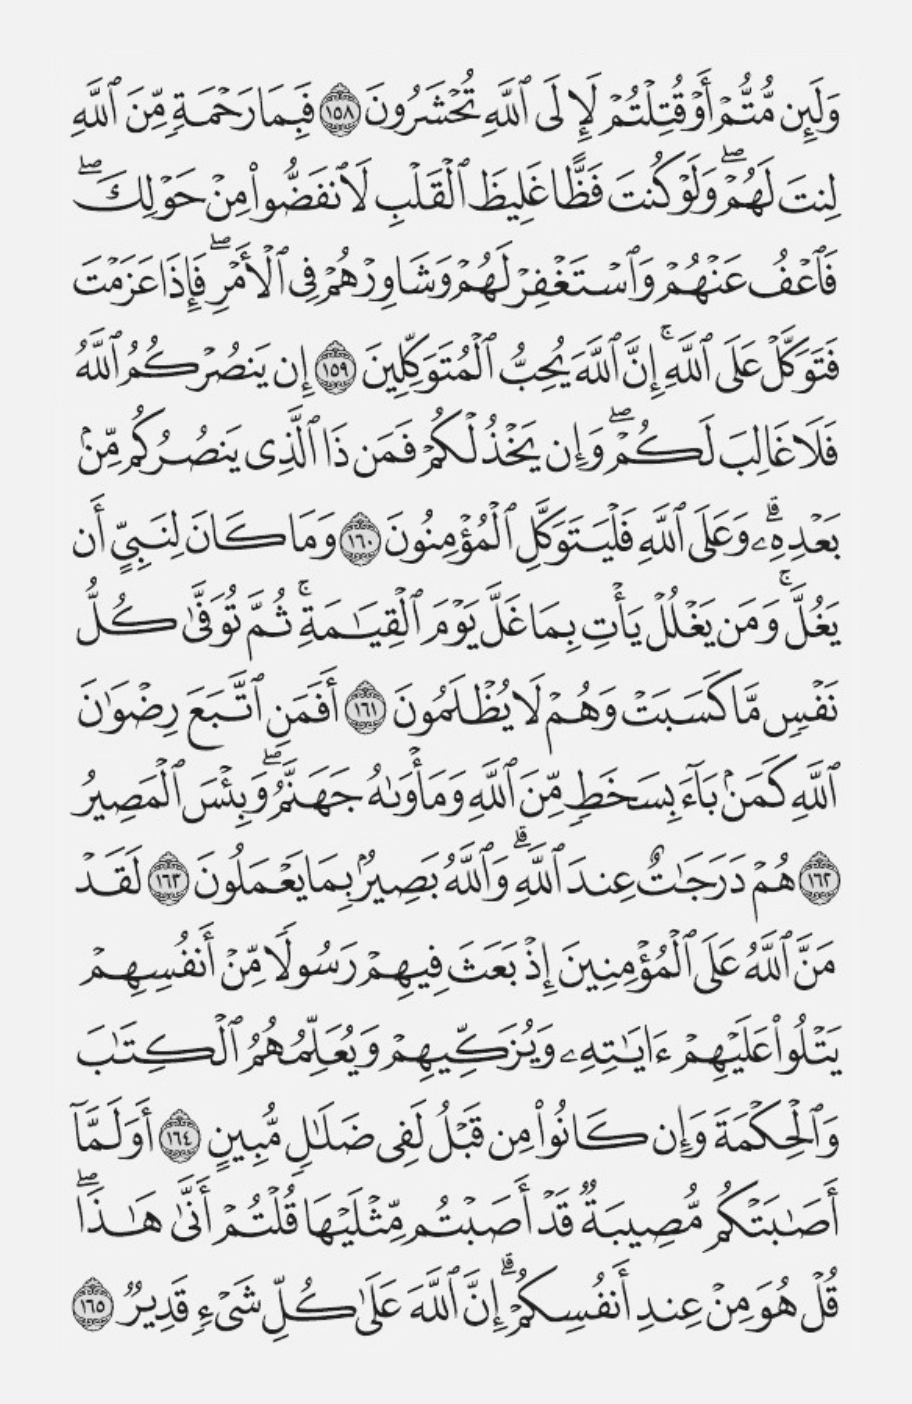 وَلَئِن مُّتُّمْ أَوْ قُتِلْتُمْ لَإِلَى ٱللَّهِ تُحْشَرُونَ ١٥٨ فَبِمَا رَحْمَةٍ مِّنَ ٱللَّهِ
لِنتَ لَهُمْ ۖ وَلَوْ كُنتَ فَظًّا غَلِيظَ ٱلْقَلْبِ لَٱنفَضُّوا۟ مِنْ حَوْلِكَ ۖ
فَٱعْفُ عَنْهُمْ وَٱسْتَغْفِرْ لَهُمْ وَشَاوِرْهُمْ فِى ٱلْأَمْرِ ۖ فَإِذَا عَزَمْتَ
فَتَوَكَّلْ عَلَى ٱللَّهِ ۚ إِنَّ ٱللَّهَ يُحِبُّ ٱلْمُتَوَكِّلِينَ ١٥٩ إِن يَنصُرْكُمُ ٱللَّهُ
فَلَا غَالِبَ لَكُمْ ۖ وَإِن يَخْذُلْكُمْ فَمَن ذَا ٱلَّذِى يَنصُرُكُم مِّنۢ
بَعْدِهِۦ ۗ وَعَلَى ٱللَّهِ فَلْيَتَوَكَّلِ ٱلْمُؤْمِنُونَ ١٦٠ وَمَا كَانَ لِنَبِىٍّ أَن
يَغُلَّ ۚ وَمَن يَغْلُلْ يَأْتِ بِمَا غَلَّ يَوْمَ ٱلْقِيَـٰمَةِ ۚ ثُمَّ تُوَفَّىٰ كُلُّ
نَفْسٍ مَّا كَسَبَتْ وَهُمْ لَا يُظْلَمُونَ ١٦١ أَفَمَنِ ٱتَّبَعَ رِضْوَٰنَ
ٱللَّهِ كَمَنۢ بَآءَ بِسَخَطٍ مِّنَ ٱللَّهِ وَمَأْوَىٰهُ جَهَنَّمُ ۖ وَبِئْسَ ٱلْمَصِيرُ
١٦٢ هُمْ دَرَجَـٰتٌ عِندَ ٱللَّهِ ۗ وَٱللَّهُ بَصِيرٌۢ بِمَا يَعْمَلُونَ ١٦٣ لَقَدْ
مَنَّ ٱللَّهُ عَلَى ٱلْمُؤْمِنِينَ إِذْ بَعَثَ فِيهِمْ رَسُولًا مِّنْ أَنفُسِهِمْ
يَتْلُوا۟ عَلَيْهِمْ ءَايَـٰتِهِۦ وَيُزَكِّيهِمْ وَيُعَلِّمُهُمُ ٱلْكِتَـٰبَ
وَٱلْحِكْمَةَ وَإِن كَانُوا۟ مِن قَبْلُ لَفِى ضَلَـٰلٍ مُّبِينٍ ١٦٤ أَوَلَمَّآ
أَصَـٰبَتْكُم مُّصِيبَةٌ قَدْ أَصَبْتُم مِّثْلَيْهَا قُلْتُمْ أَنَّىٰ هَـٰذَا ۖ
قُلْ هُوَ مِنْ عِندِ أَنفُسِكُمْ ۗ إِنَّ ٱللَّهَ عَلَىٰ كُلِّ شَىْءٍ قَدِيرٌ ١٦٥